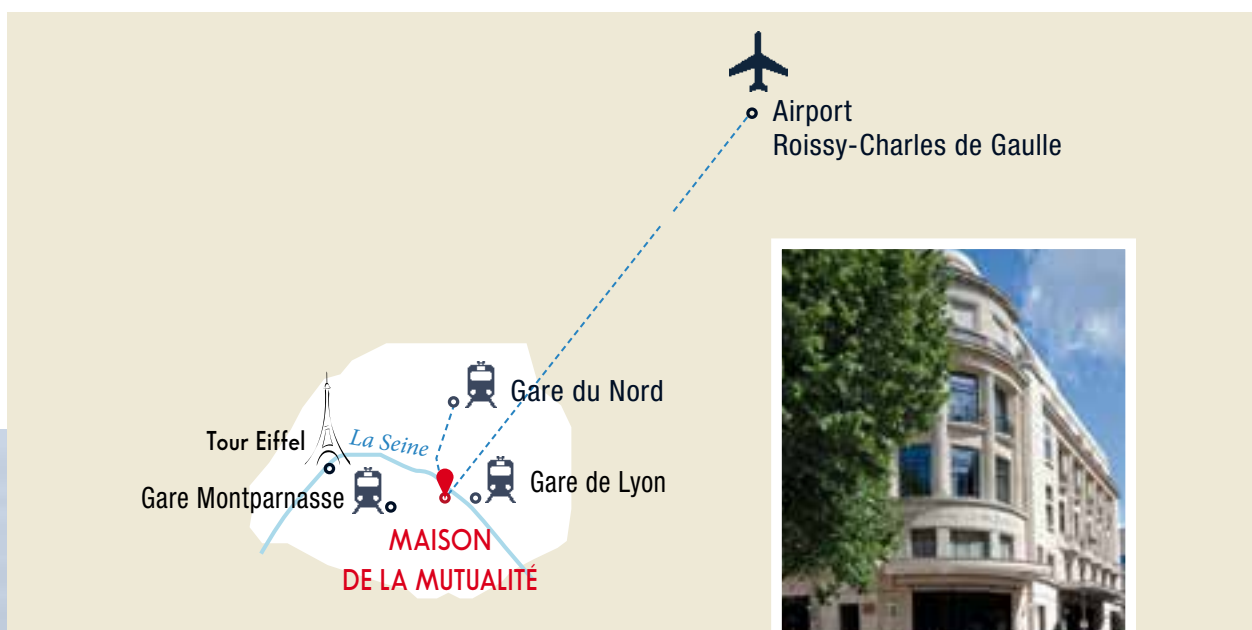 Airport
Roissy-Charles de Gaulle
Gare du Nord
Tour Eiffel
La Seine
Gare de Lyon
Gare Montparnasse
MAISON
DE LA MUTUALITÉ